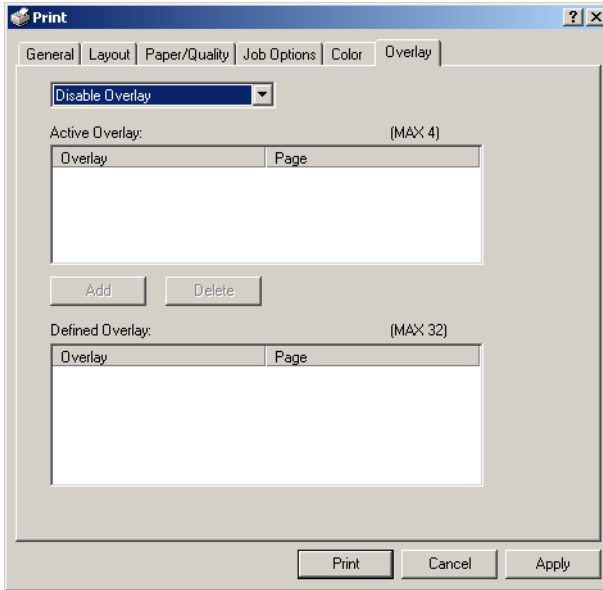 Print
General Layout Paper/Quality Job Options Color Overlay
Disable Overlay
Active Overlay: (MAX 4)
Overlay Page
Add Delete
Defined Overlay: (MAX 32)
Overlay Page
Print Cancel Apply